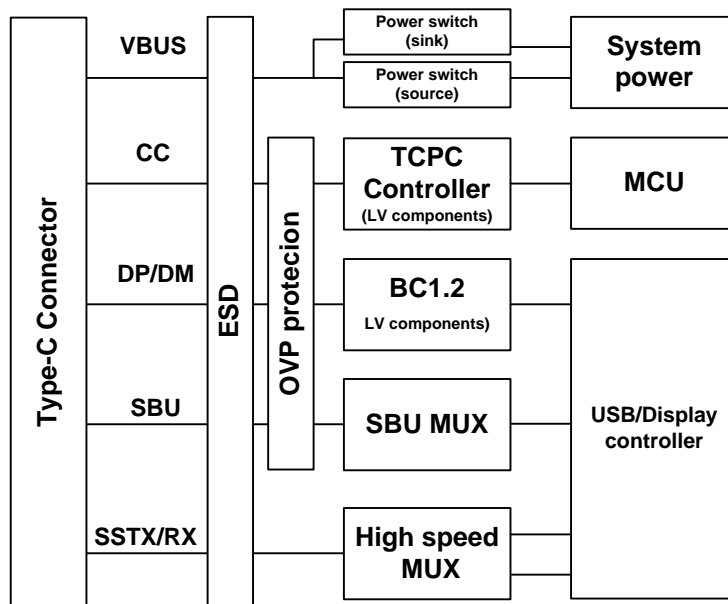 Type-C Connector
VBUS
CC
DP/DM
SBU
SSTX/RX
ESD
OVP protecion
Power switch
(sink)
Power switch
(source)
TCPC
Controller
(LV components)
BC1.2
LV components)
SBU MUX
High speed
MUX
System
power
MCU
USB/Display
controller